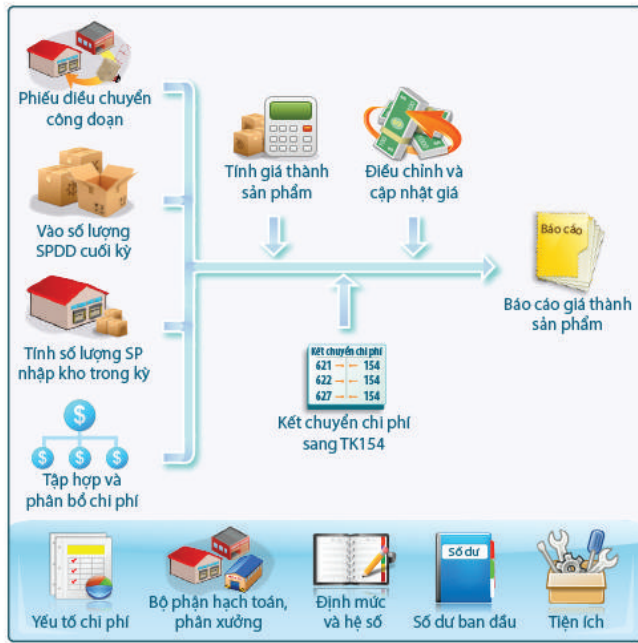 Phiếu điều chuyển
công đoạn
Vào số lượng
SPDD cuối kỳ
Tính số lượng SP
nhập kho trong kỳ
Tập hợp và
phân bổ chi phí
Tính giá thành
sản phẩm
Điều chỉnh và
cập nhật giá
Kết chuyển chi phí
621 → ← 154
622 → ← 154
627 → ← 154
Kết chuyển chi phí
sang TK154
Báo cáo
Báo cáo giá thành
sản phẩm
Yếu tố chi phí
Bộ phận hạch toán,
phân xưởng
Định mức
và hệ số
Số dư
Số dư ban đầu
Tiện ích